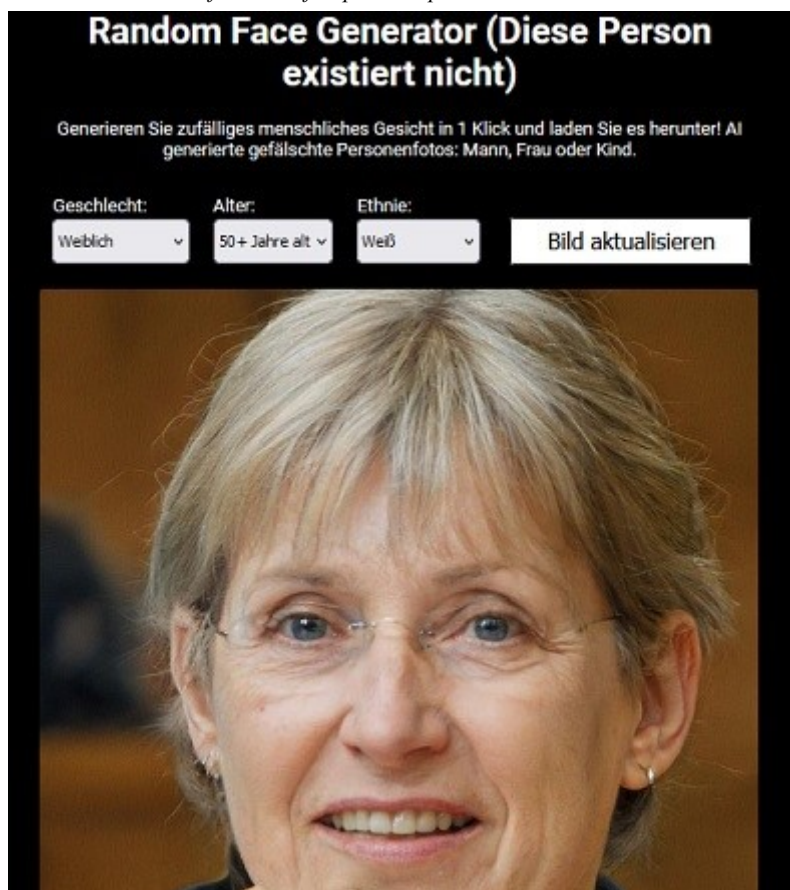 Random Face Generator (Diese Person
existiert nicht)
Generieren Sie zufälliges menschliches Gesicht in 1 Klick und laden Sie es herunter! AI
generierte gefälschte Personenfotos: Mann, Frau oder Kind.
Geschlecht: Alter: Ethnie:
Weiblich 50+ Jahre alt Weiß Bild aktualisieren